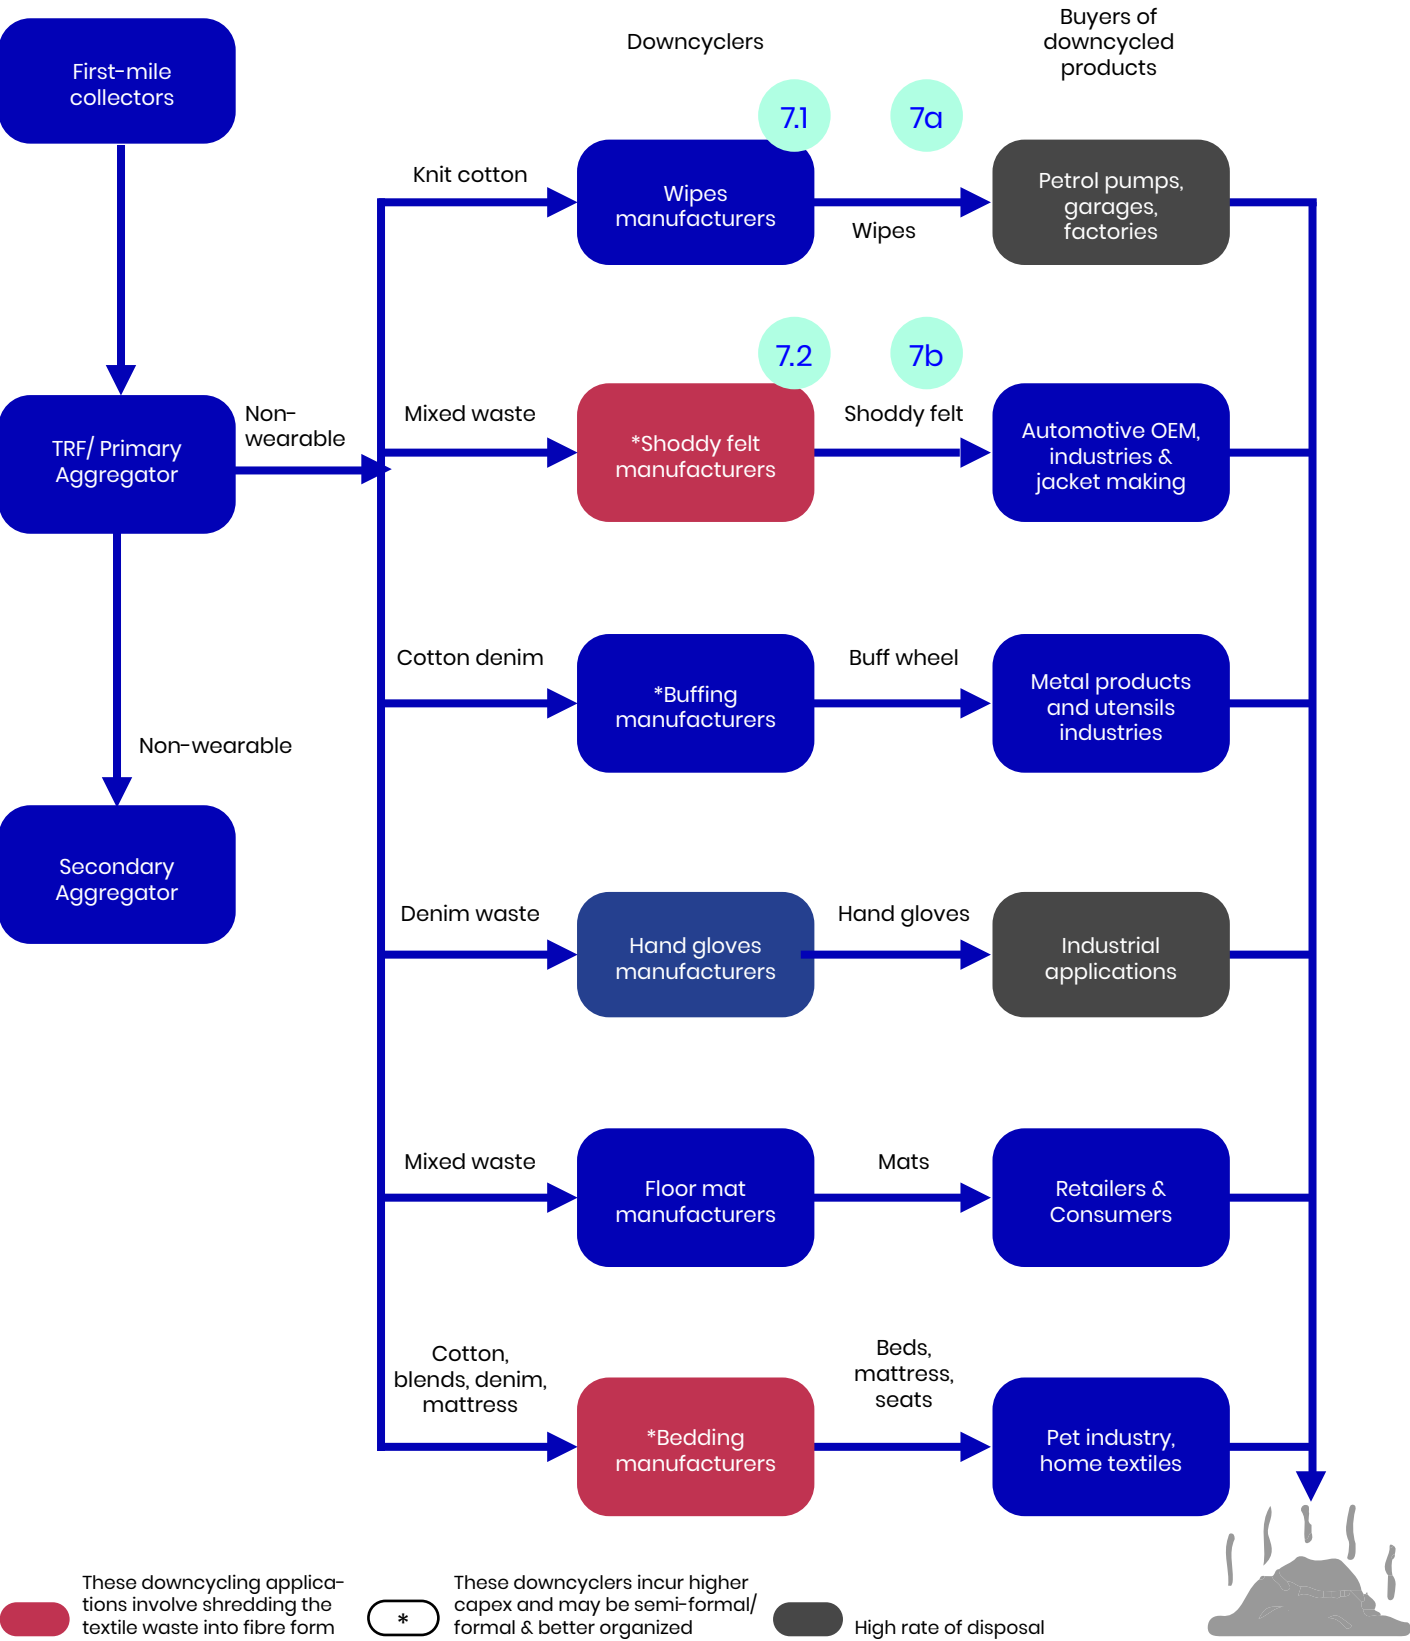 Downcyclers
Buyers of
downcycled
products
First-mile
collectors
7.1
7a
Knit cotton
Wipes
manufacturers
Wipes
Petrol pumps,
garages,
factories
7.2
7b
TRF/ Primary
Aggregator
Non-
wearable
Mixed waste
*Shoddy felt
manufacturers
Shoddy felt
Automotive OEM,
industries &
jacket making
Non-wearable
Cotton denim
*Buffing
manufacturers
Buff wheel
Metal products
and utensils
industries
Secondary
Aggregator
Denim waste
Hand gloves
manufacturers
Hand gloves
Industrial
applications
Mixed waste
Floor mat
manufacturers
Mats
Retailers &
Consumers
Cotton,
blends, denim,
mattress
*Bedding
manufacturers
Beds,
mattress,
seats
Pet industry,
home textiles
These downcycling applica-
tions involve shredding the
textile waste into fibre form
*
These downcyclers incur higher
capex and may be semi-formal/
formal & better organized
High rate of disposal